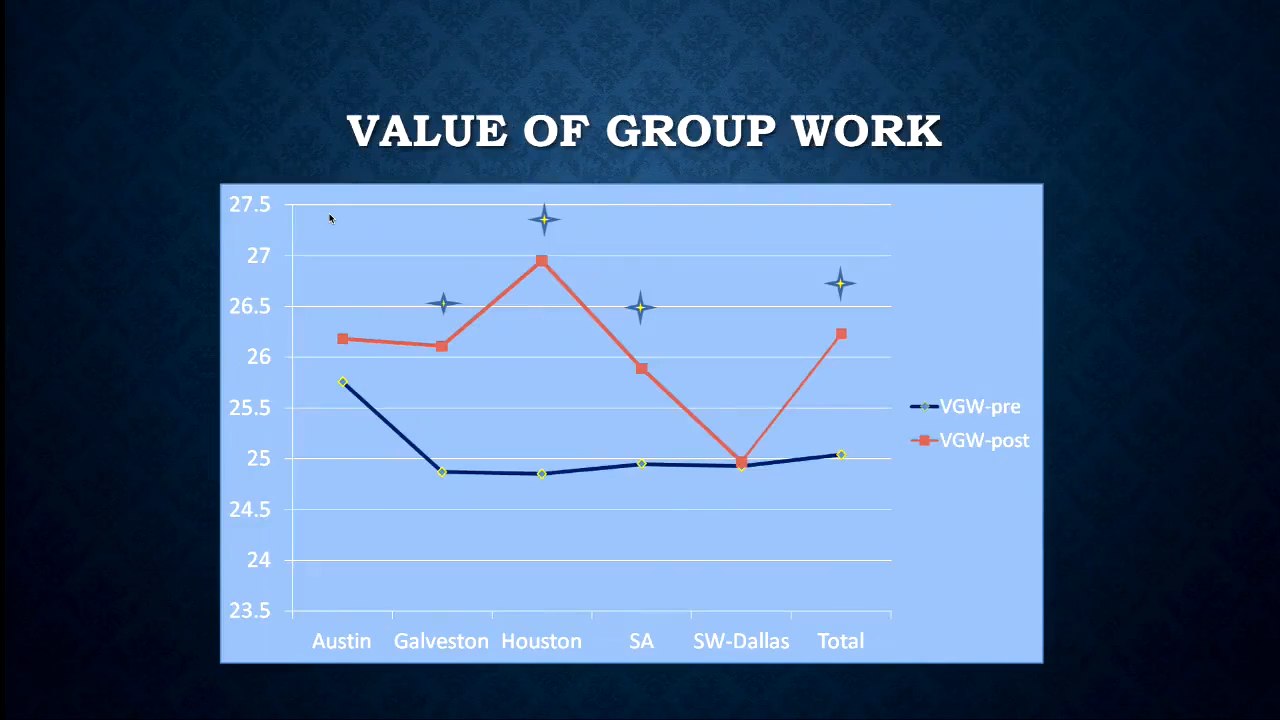 VALUE OF GROUP WORK
27.5
27
26.5
26
25.5
25
24.5
24
23.5
Austin Galveston Houston SA SW-Dallas Total
VGW-pre
VGW-post